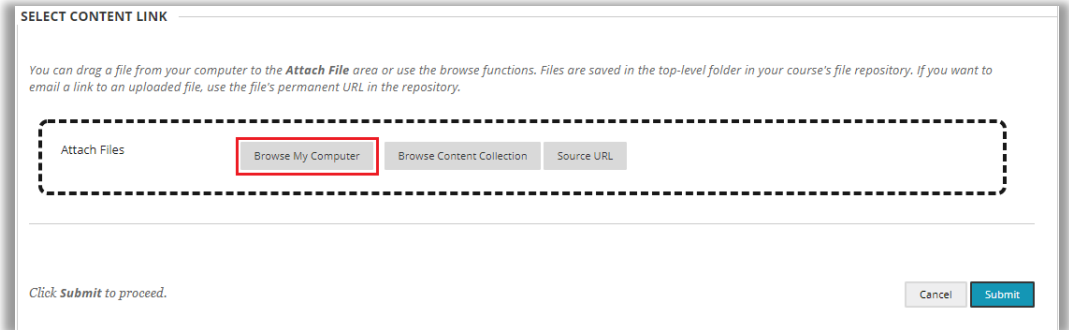 SELECT CONTENT LINK
You can drag a file from your computer to the Attach File area or use the browse functions. Files are saved in the top-level folder in your course's file repository. If you want to
email a link to an uploaded file, use the file's permanent URL in the repository.
Attach Files
Browse My Computer
Browse Content Collection
Source URL
Click Submit to proceed.
Cancel
Submit